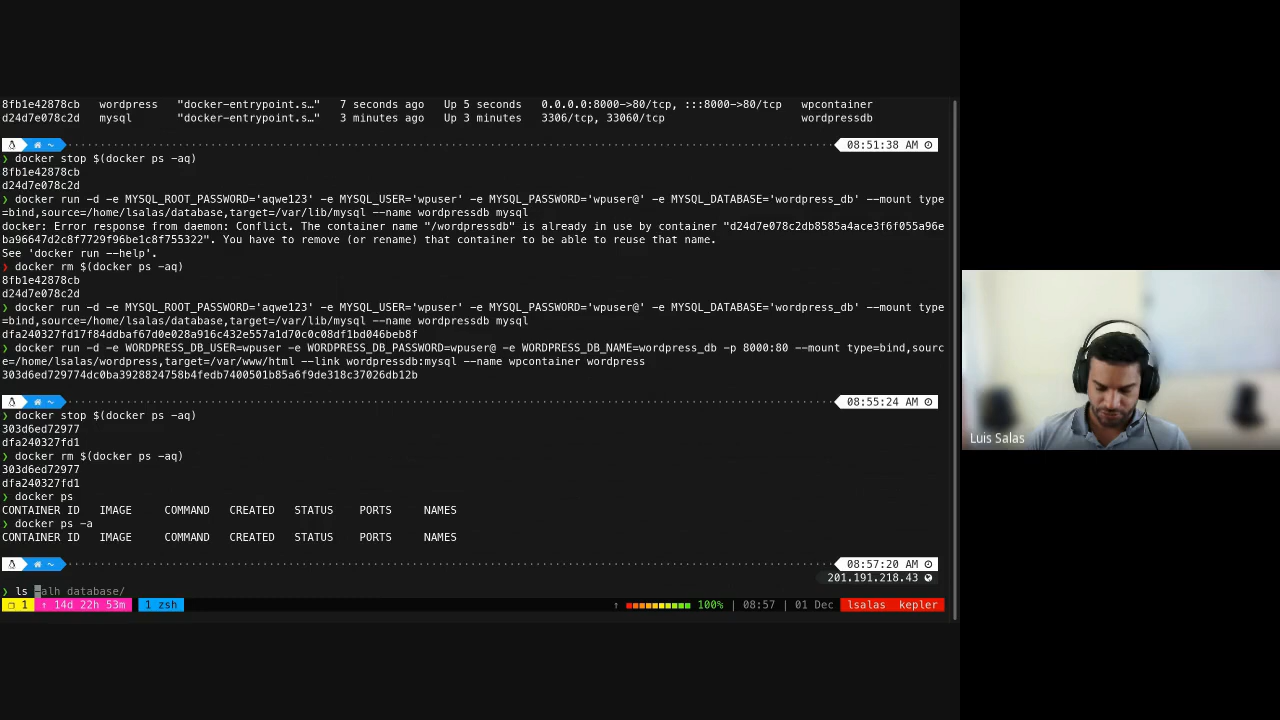 8fb1e42878cb   wordpress   "docker-entrypoint.s…"   7 seconds ago   Up 5 seconds   0.0.0.0:8000->80/tcp, :::8000->80/tcp   wpcontainer
d24d7e078c2d   mysql       "docker-entrypoint.s…"   3 minutes ago   Up 3 minutes   3306/tcp, 33060/tcp                     wordpressdb
~ 08:51:38 AM
❯ docker stop $(docker ps -aq)
8fb1e42878cb
d24d7e078c2d
❯ docker run -d -e MYSQL_ROOT_PASSWORD='aqwe123' -e MYSQL_USER='wpuser' -e MYSQL_PASSWORD='wpuser@' -e MYSQL_DATABASE='wordpress_db' --mount type
=bind,source=/home/lsalas/database,target=/var/lib/mysql --name wordpressdb mysql
docker: Error response from daemon: Conflict. The container name "/wordpressdb" is already in use by container "d24d7e078c2db8585a4ace3f6f055a96e
ba96647d2c8f7729f96be1c8f755322". You have to remove (or rename) that container to be able to reuse that name.
See 'docker run --help'.
❯ docker rm $(docker ps -aq)
8fb1e42878cb
d24d7e078c2d
❯ docker run -d -e MYSQL_ROOT_PASSWORD='aqwe123' -e MYSQL_USER='wpuser' -e MYSQL_PASSWORD='wpuser@' -e MYSQL_DATABASE='wordpress_db' --mount type
=bind,source=/home/lsalas/database,target=/var/lib/mysql --name wordpressdb mysql
dfa240327fd17f84ddbaf67d0e028a916c432e557a1d70c0c08df1bd046beb8f
❯ docker run -d -e WORDPRESS_DB_USER=wpuser -e WORDPRESS_DB_PASSWORD=wpuser@ -e WORDPRESS_DB_NAME=wordpress_db -p 8000:80 --mount type=bind,sourc
e=/home/lsalas/wordpress,target=/var/www/html --link wordpressdb:mysql --name wpcontainer wordpress
303d6ed729774dc0ba3928824758b4fedb7400501b85a6f9de318c37026db12b
~ 08:55:24 AM
❯ docker stop $(docker ps -aq)
303d6ed72977
dfa240327fd1
❯ docker rm $(docker ps -aq)
303d6ed72977
dfa240327fd1
❯ docker ps
CONTAINER ID   IMAGE     COMMAND   CREATED   STATUS    PORTS     NAMES
❯ docker ps -a
CONTAINER ID   IMAGE     COMMAND   CREATED   STATUS    PORTS     NAMES
~ 08:57:20 AM
201.191.218.43
❯ ls -alh database/
❐ 1 ↑ 14d 22h 53m 1 zsh ↑ 100% | 08:57 | 01 Dec lsalas kepler
Luis Salas